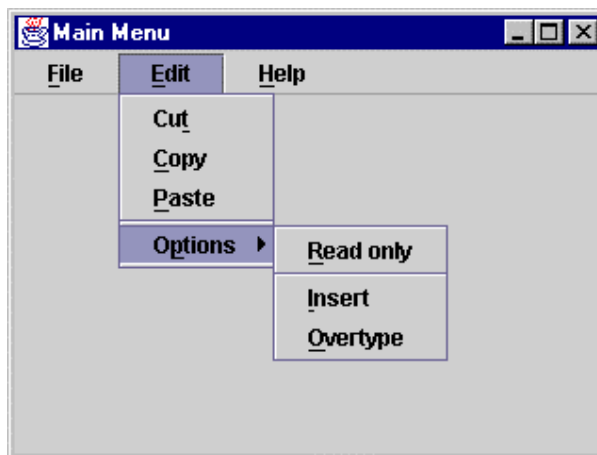 Main Menu
File Edit Help
Cut
Copy
Paste
Options
Read only
Insert
Overtype